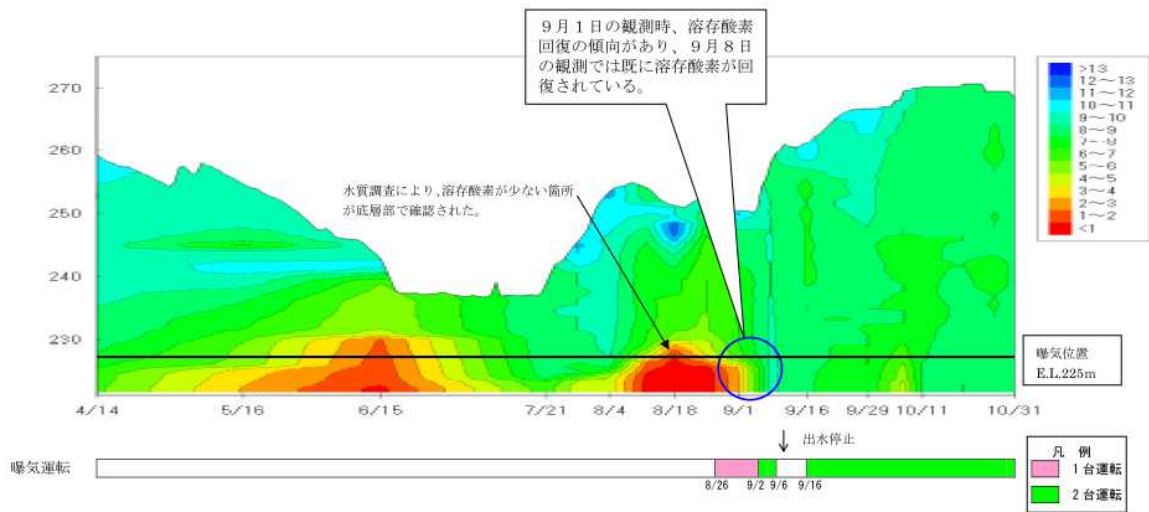 9月1日の観測時、溶存酸素
回復の傾向があり、9月8日
の観測では既に溶存酸素が回
復されている。
水質調査により、溶存酸素が少ない箇所
が底層部で確認された。
270
260
250
240
230
>13
12～13
11～12
10～11
9～10
8～9
7～8
6～7
5～6
4～5
3～4
2～3
1～2
<1
曝気位置
E.L.225m
4/14 5/16 6/15 7/21 8/4 8/18 9/1 9/16 9/29 10/11 10/31
出水停止
曝気運転
8/26 9/2 9/6 9/16
凡 例
1台運転
2台運転